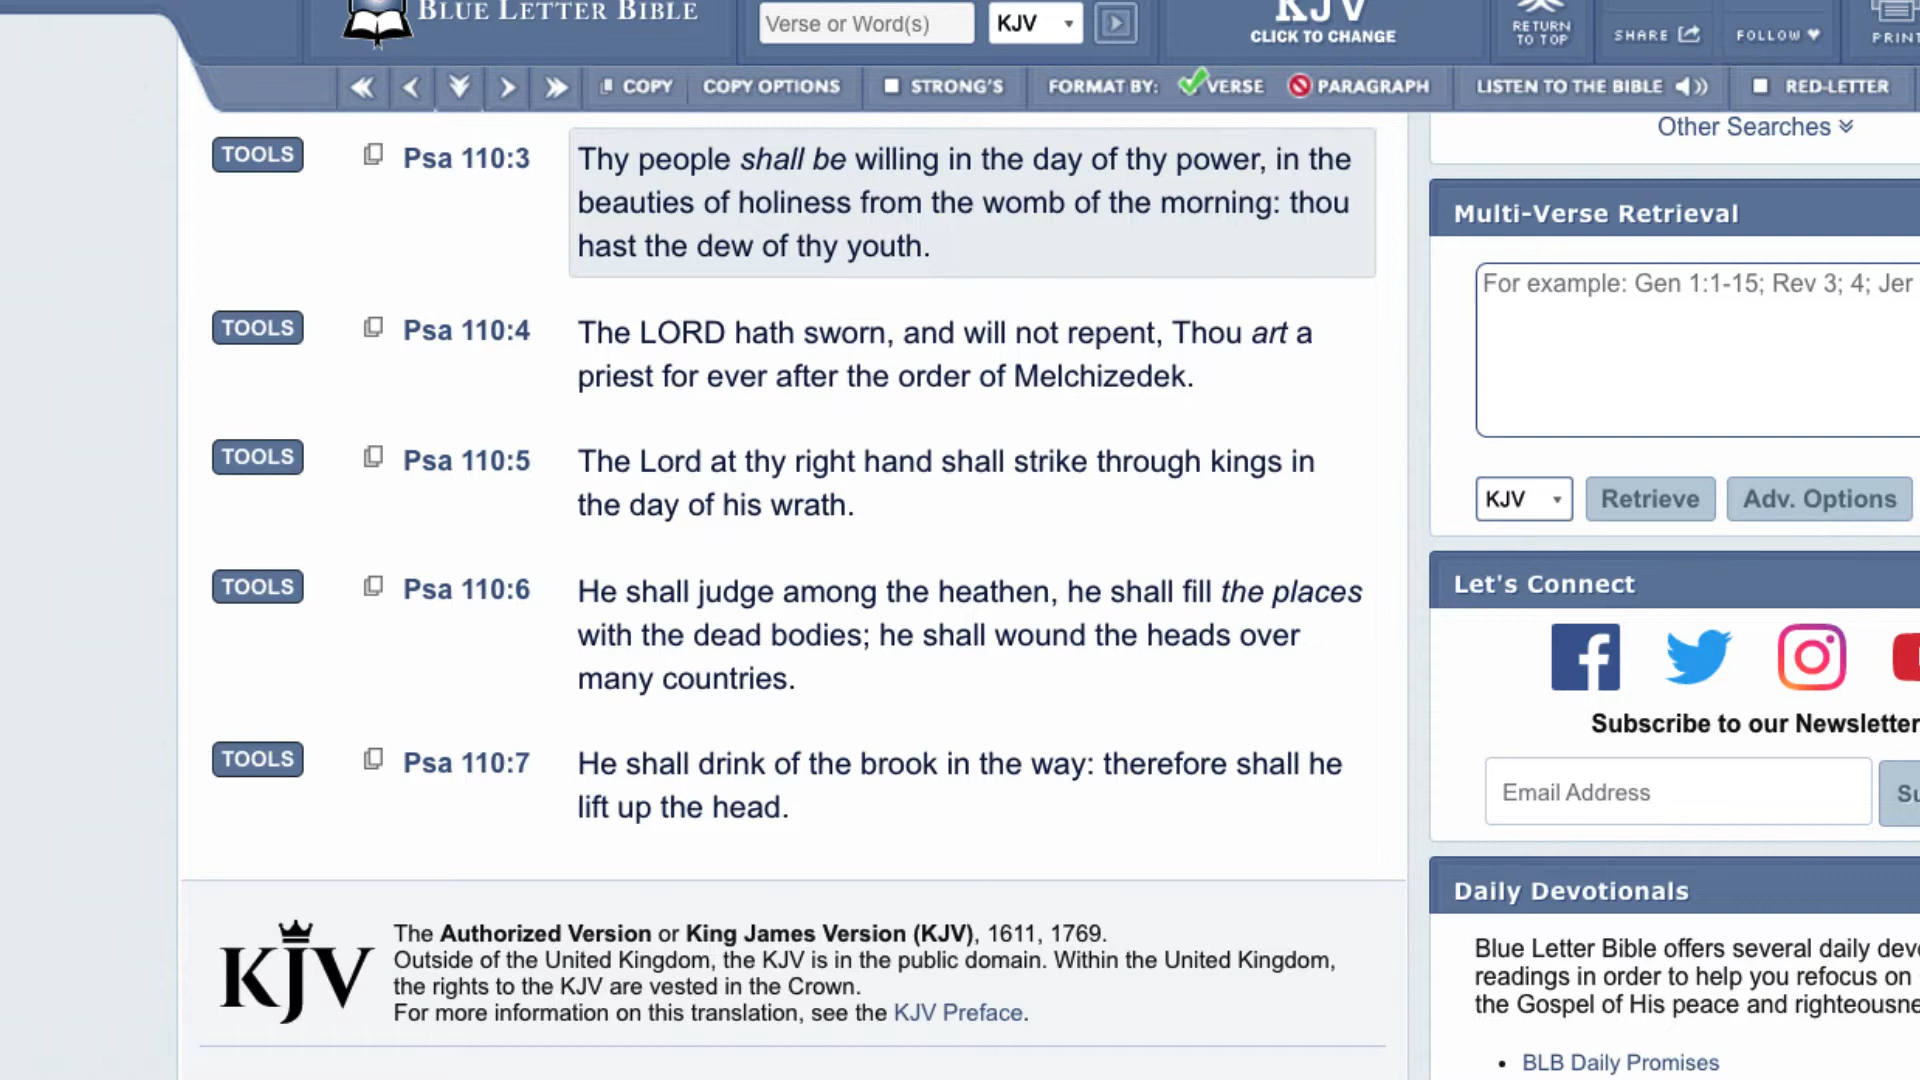 BLUE LETTER BIBLE
Verse or Word(s)
KJV
KJV
CLICK TO CHANGE
RETURN
TO TOP
SHARE
FOLLOW
PRINT
COPY
COPY OPTIONS
STRONG'S
FORMAT BY:
VERSE
PARAGRAPH
LISTEN TO THE BIBLE
RED-LETTER
TOOLS
Psa 110:3
Thy people shall be willing in the day of thy power, in the
beauties of holiness from the womb of the morning: thou
hast the dew of thy youth.
TOOLS
Psa 110:4
The LORD hath sworn, and will not repent, Thou art a
priest for ever after the order of Melchizedek.
TOOLS
Psa 110:5
The Lord at thy right hand shall strike through kings in
the day of his wrath.
TOOLS
Psa 110:6
He shall judge among the heathen, he shall fill the places
with the dead bodies; he shall wound the heads over
many countries.
TOOLS
Psa 110:7
He shall drink of the brook in the way: therefore shall he
lift up the head.
KJV
The Authorized Version or King James Version (KJV), 1611, 1769.
Outside of the United Kingdom, the KJV is in the public domain. Within the United Kingdom,
the rights to the KJV are vested in the Crown.
For more information on this translation, see the KJV Preface.
Other Searches
Multi-Verse Retrieval
For example: Gen 1:1-15; Rev 3; 4; Jer
KJV
Retrieve
Adv. Options
Let's Connect
Subscribe to our Newsletter
Email Address
Su
Daily Devotionals
Blue Letter Bible offers several daily devo
readings in order to help you refocus on
the Gospel of His peace and righteousne
• BLB Daily Promises